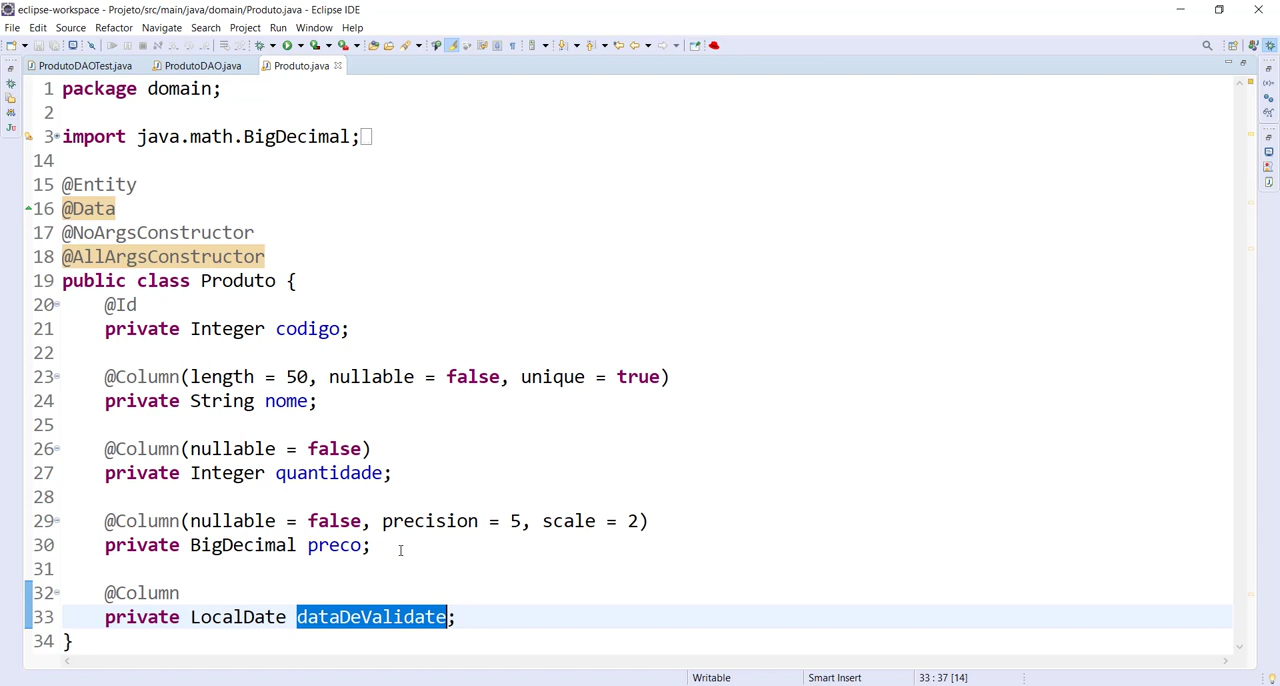 eclipse-workspace - Projeto/src/main/java/domain/Produto.java - Eclipse IDE
File Edit Source Refactor Navigate Search Project Run Window Help
ProdutoDAOTest.java ProdutoDAO.java Produto.java
1 package domain;
2
3 import java.math.BigDecimal;
14
15 @Entity
16 @Data
17 @NoArgsConstructor
18 @AllArgsConstructor
19 public class Produto {
20 @Id
21 private Integer codigo;
22
23 @Column(length = 50, nullable = false, unique = true)
24 private String nome;
25
26 @Column(nullable = false)
27 private Integer quantidade;
28
29 @Column(nullable = false, precision = 5, scale = 2)
30 private BigDecimal preco;
31
32 @Column
33 private LocalDate dataDeValidate;
34 }
Writable Smart Insert 33 : 37 [14]